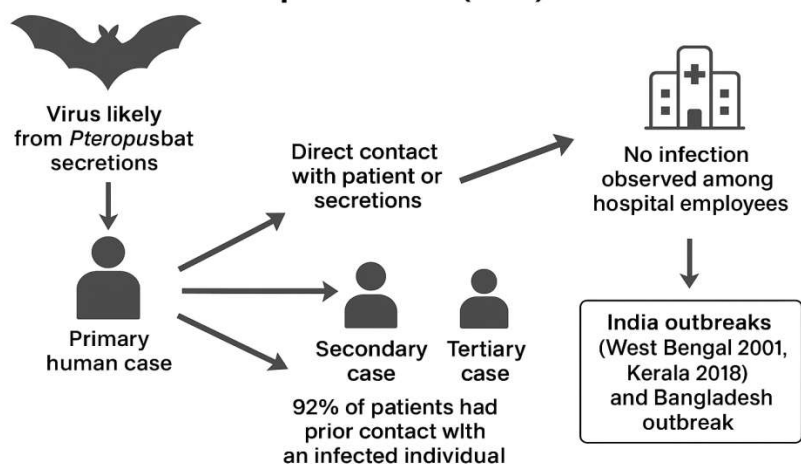 Virus likely
from Pteropusbat
secretions
Primary
human case
Direct contact
with patient or
secretions
Secondary
case
Tertiary
case
92% of patients had
prior contact with
an infected individual
No infection
observed among
hospital employees
India outbreaks
(West Bengal 2001,
Kerala 2018)
and Bangladesh
outbreak